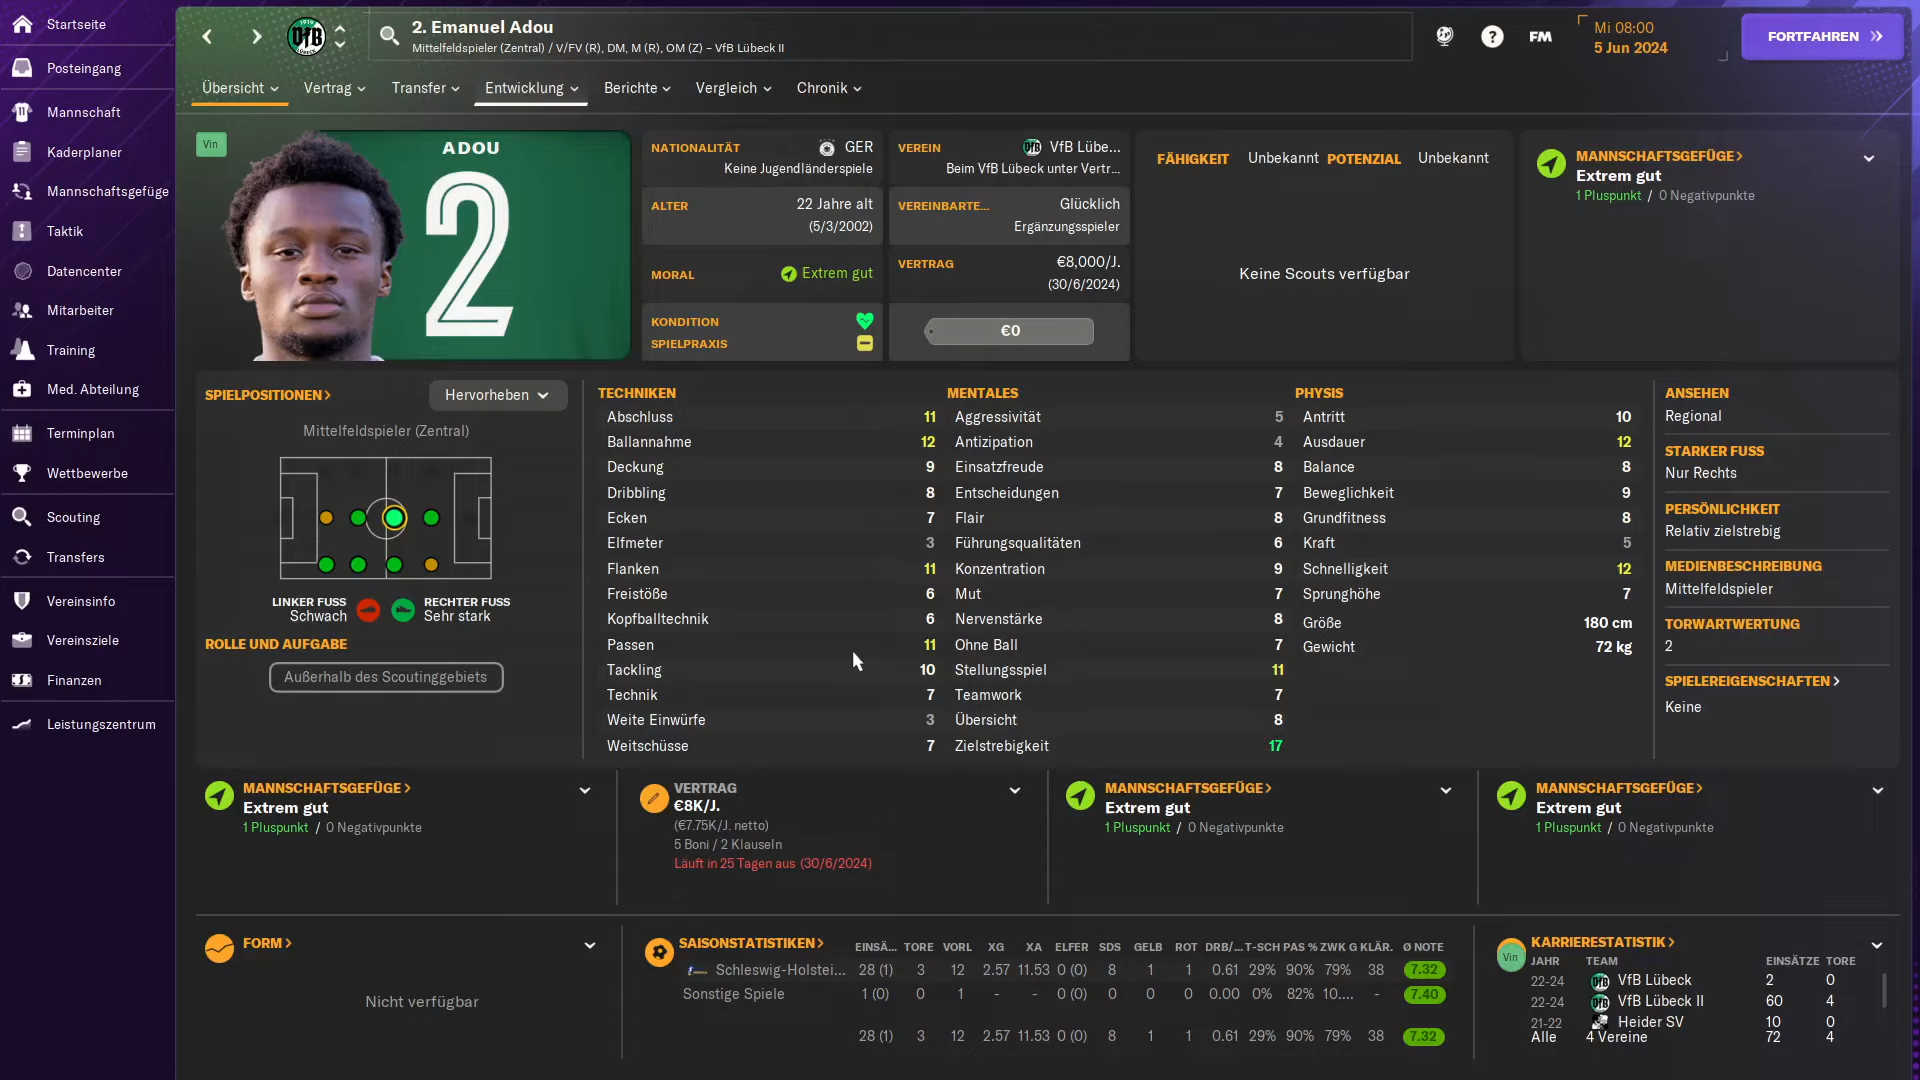 Startseite
Posteingang
Mannschaft
Kaderplaner
Mannschaftsgefüge
Taktik
Datencenter
Mitarbeiter
Training
Med. Abteilung
Terminplan
Wettbewerbe
Scouting
Transfers
Vereinsinfo
Vereinsziele
Finanzen
Leistungszentrum
2. Emanuel Adou
Mittelfeldspieler (Zentral) / V/FV (R), DM, M (R), OM (Z) - VfB Lübeck II
? FM
Mi 08:00
5 Jun 2024
FORTFAHREN
Übersicht Vertrag Transfer Entwicklung Berichte Vergleich Chronik
Vin
ADOU
2
NATIONALITÄT GER
Keine Jugendländerspiele
ALTER 22 Jahre alt
(5/3/2002)
MORAL Extrem gut
KONDITION
SPIELPRAXIS
VEREIN VfB Lübe...
Beim VfB Lübeck unter Vertr...
VEREINBARTE... Glücklich
Ergänzungsspieler
VERTRAG €8,000/J.
(30/6/2024)
€0
FÄHIGKEIT Unbekannt POTENZIAL Unbekannt
Keine Scouts verfügbar
MANNSCHAFTSGEFÜGE
Extrem gut
1 Pluspunkt / 0 Negativpunkte
SPIELPOSITIONEN Hervorheben
Mittelfeldspieler (Zentral)
LINKER FUSS
Schwach
RECHTER FUSS
Sehr stark
ROLLE UND AUFGABE
Außerhalb des Scoutinggebiets
TECHNIKEN
Abschluss 11
Ballannahme 12
Deckung 9
Dribbling 8
Ecken 7
Elfmeter 3
Flanken 11
Freistöße 6
Kopfballtechnik 6
Passen 11
Tackling 10
Technik 7
Weite Einwürfe 3
Weitschüsse 7
MENTALES
Aggressivität 5
Antizipation 4
Einsatzfreude 8
Entscheidungen 7
Flair 8
Führungsqualitäten 6
Konzentration 9
Mut 7
Nervenstärke 8
Ohne Ball 7
Stellungsspiel 11
Teamwork 7
Übersicht 8
Zielstrebigkeit 17
PHYSIS
Antritt 10
Ausdauer 12
Balance 8
Beweglichkeit 9
Grundfitness 8
Kraft 5
Schnelligkeit 12
Sprunghöhe 7
Größe 180 cm
Gewicht 72 kg
ANSEHEN
Regional
STARKER FUSS
Nur Rechts
PERSÖNLICHKEIT
Relativ zielstrebig
MEDIENBESCHREIBUNG
Mittelfeldspieler
TORWARTWERTUNG
2
SPIELEREIGENSCHAFTEN
Keine
MANNSCHAFTSGEFÜGE
Extrem gut
1 Pluspunkt / 0 Negativpunkte
VERTRAG
€8K/J.
(€7.75K/J. netto)
5 Boni / 2 Klauseln
Läuft in 25 Tagen aus (30/6/2024)
MANNSCHAFTSGEFÜGE
Extrem gut
1 Pluspunkt / 0 Negativpunkte
MANNSCHAFTSGEFÜGE
Extrem gut
1 Pluspunkt / 0 Negativpunkte
FORM
Nicht verfügbar
SAISONSTATISTIKEN EINSÄ... TORE VORL XG XA ELFER SDS GELB ROT DRB/... T-SCH PAS % ZWK G KLÄR. Ø NOTE
Schleswig-Holstei... 28 (1) 3 12 2.57 11.53 0 (0) 8 1 1 0.61 29% 90% 79% 38 7.32
Sonstige Spiele 1 (0) 0 1 - - 0 (0) 0 0 0 0.00 0% 82% 10.... - 7.40
28 (1) 3 12 2.57 11.53 0 (0) 8 1 1 0.61 29% 90% 79% 38 7.32
Vin
KARRIERESTATISTIK
JAHR TEAM EINSÄTZE TORE
22-24 VfB Lübeck 2 0
22-24 VfB Lübeck II 60 4
21-22 Heider SV 10 0
Alle 4 Vereine 72 4